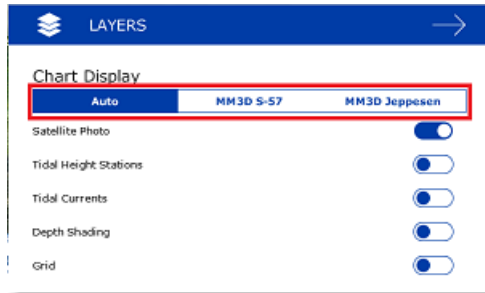 LAYERS
Chart Display
Auto MM3D S-57 MM3D Jeppesen
Satellite Photo
Tidal Height Stations
Tidal Currents
Depth Shading
Grid